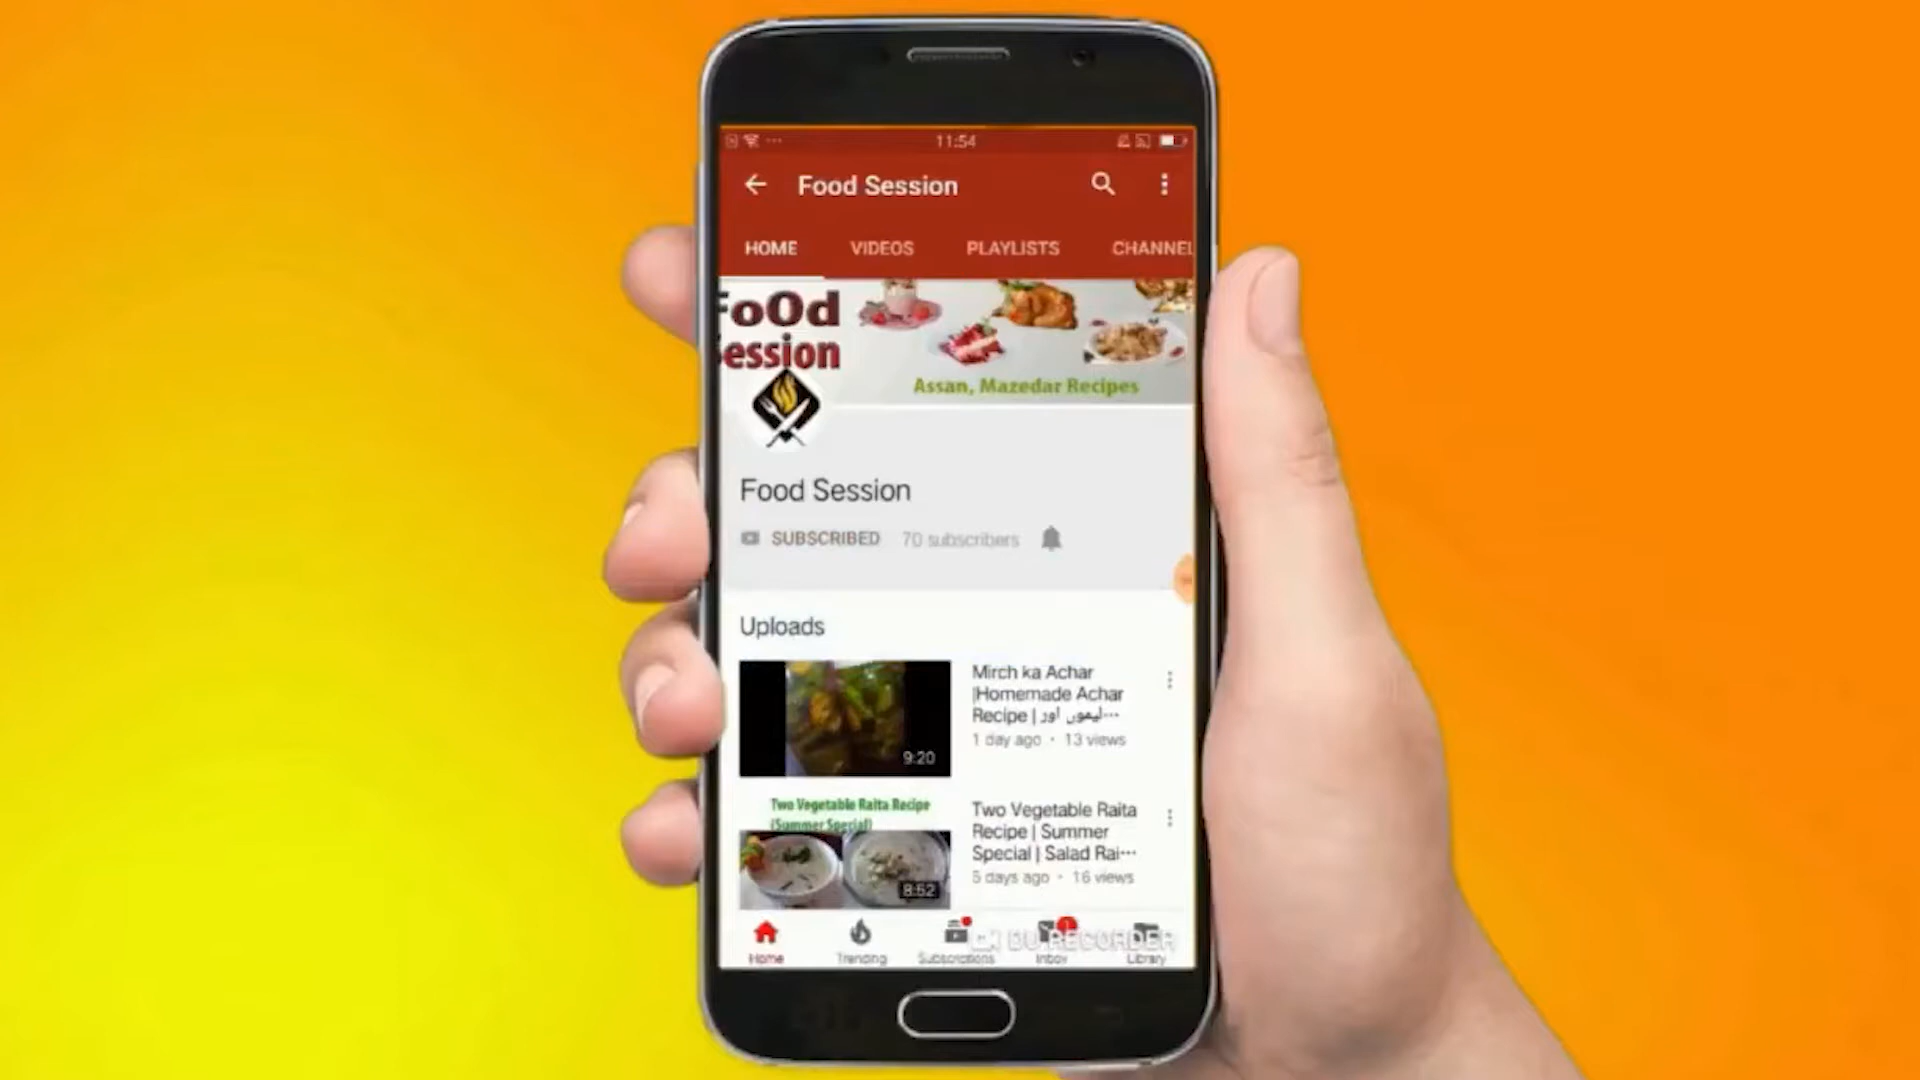 11:54
Food Session
HOME VIDEOS PLAYLISTS CHANNEL
FoOd
Session
Assan, Mazedar Recipes
Food Session
SUBSCRIBED 70 subscribers
Uploads
Mirch ka Achar
|Homemade Achar
Recipe | لیموں اور...
1 day ago · 13 views
9:20
Two Vegetable Raita Recipe
(Summer Special)
Two Vegetable Raita
Recipe | Summer
Special | Salad Rai...
5 days ago · 16 views
8:52
DU RECORDER
Home Trending Subscriptions Inbox Library